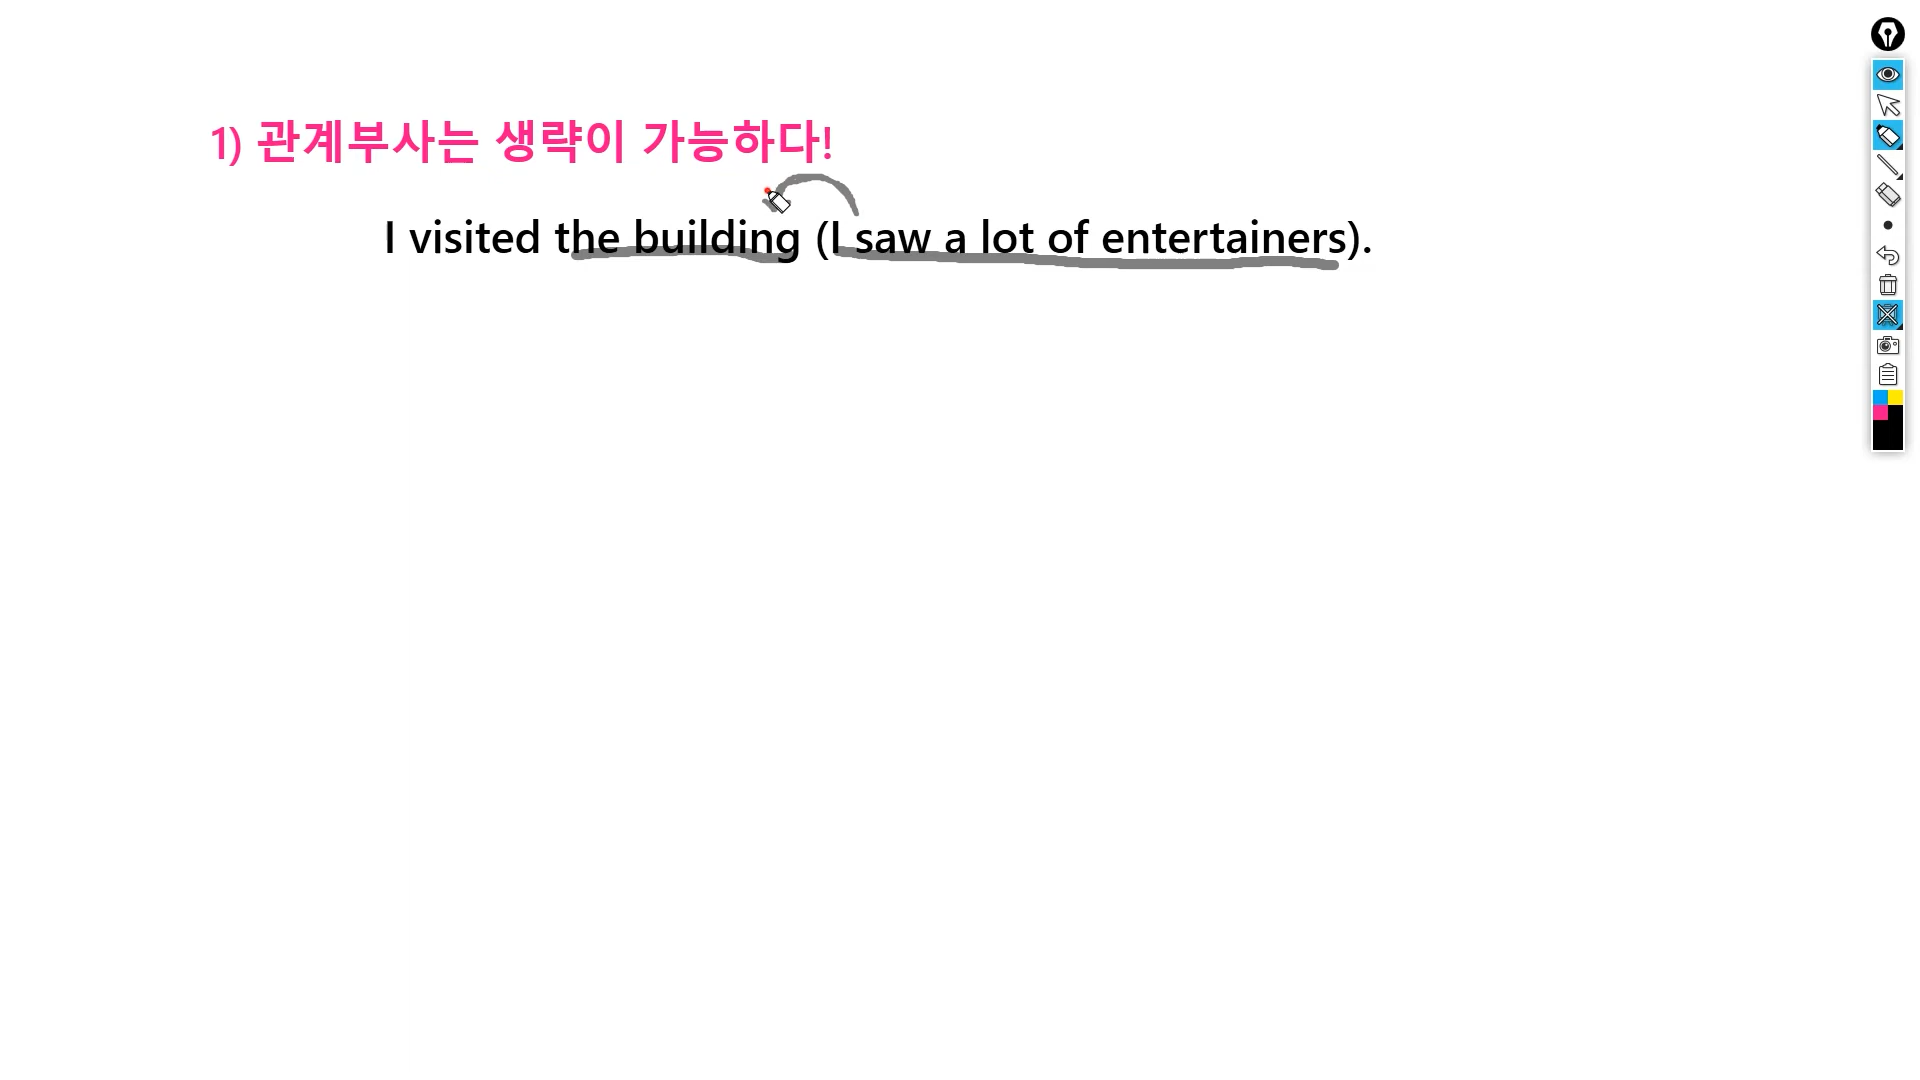 1) 관계부사는 생략이 가능하다!
I visited the building (I saw a lot of entertainers).